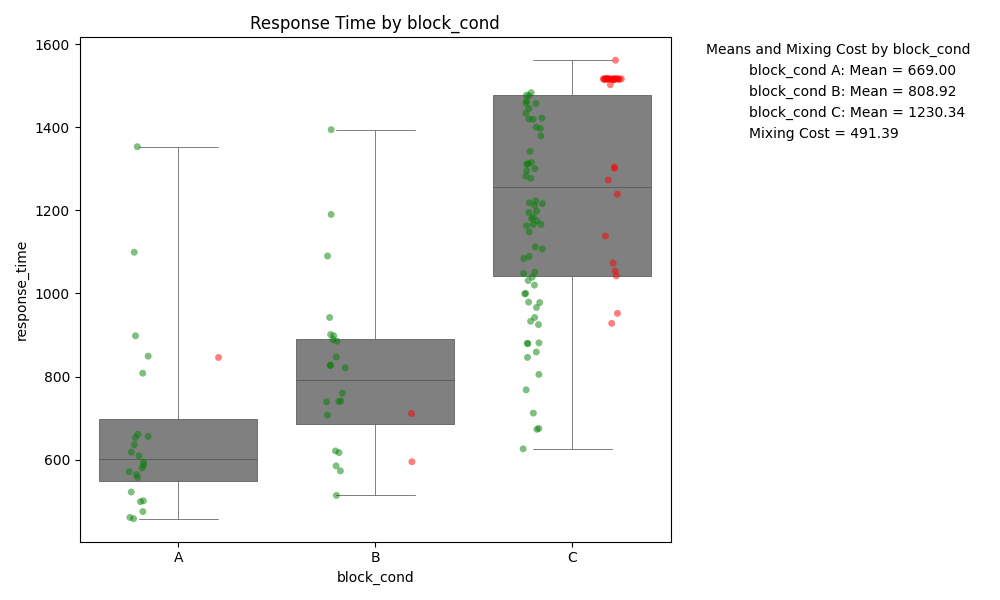 Response Time by block_cond
Means and Mixing Cost by block_cond
block_cond A: Mean = 669.00
block_cond B: Mean = 808.92
block_cond C: Mean = 1230.34
Mixing Cost = 491.39
response_time
1600
1400
1200
1000
800
600
A
B
C
block_cond